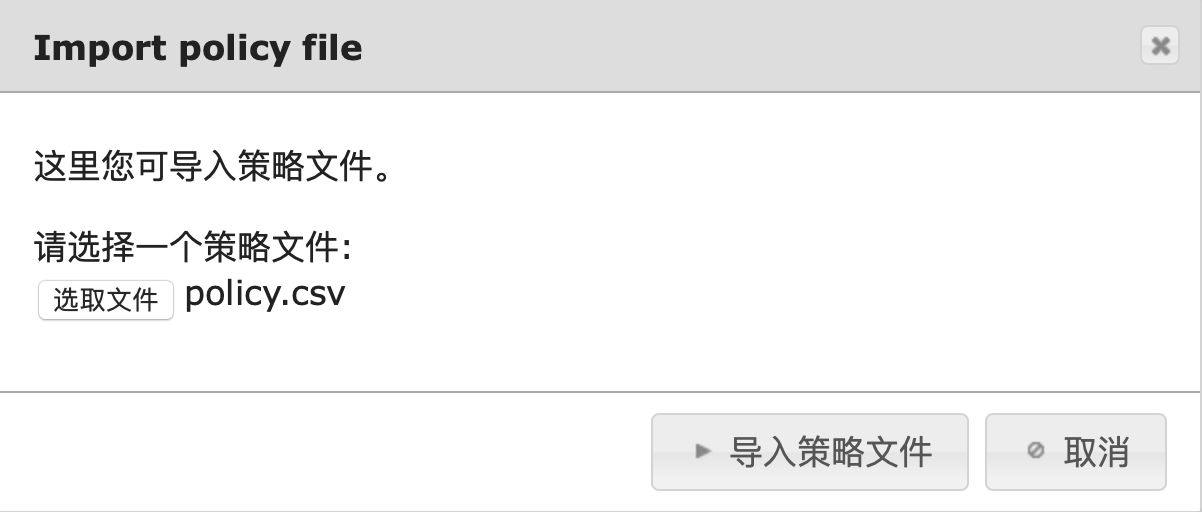 Import policy file
这里您可导入策略文件。
请选择一个策略文件:
选取文件 policy.csv
导入策略文件 取消